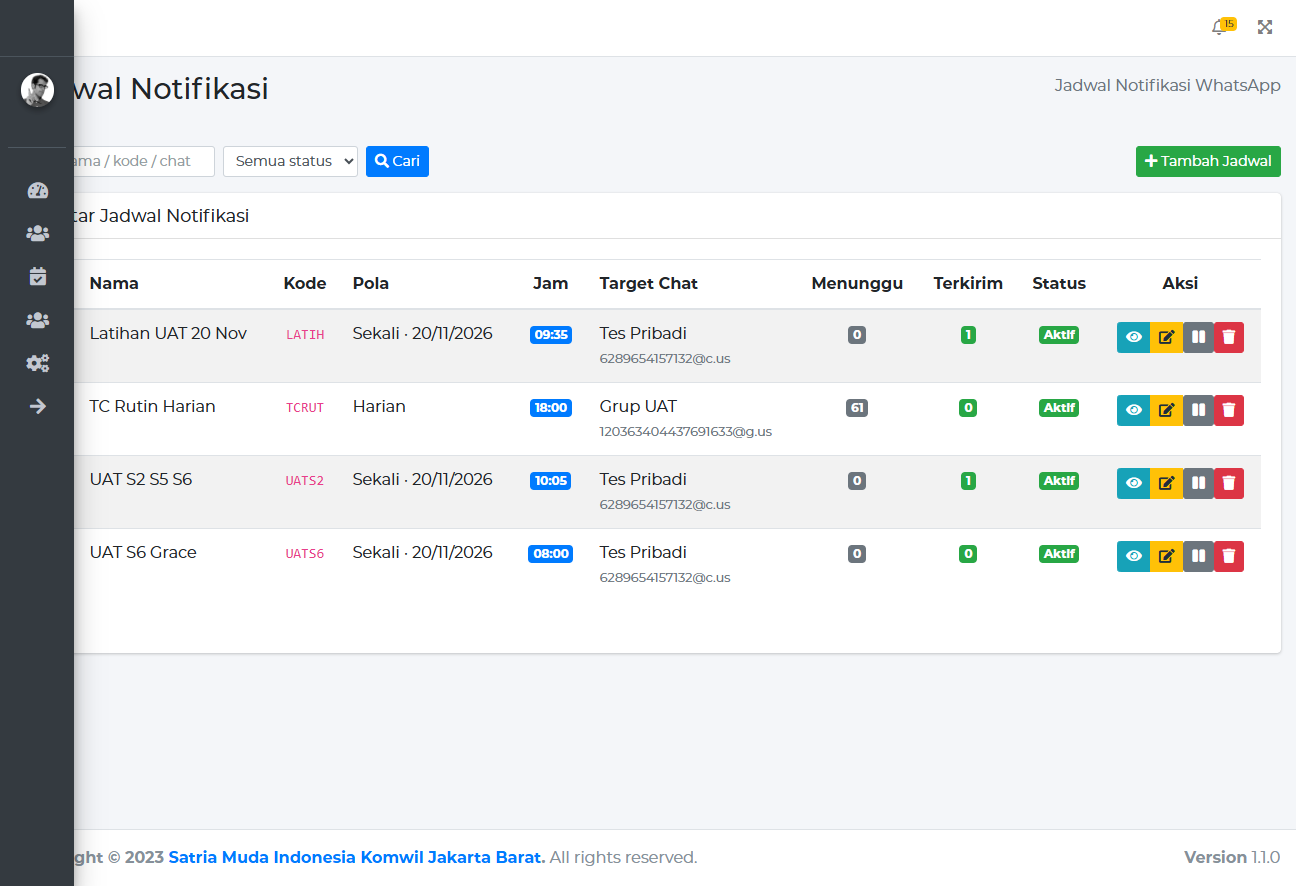 15
wal Notifikasi
Jadwal Notifikasi WhatsApp
ama / kode / chat
Semua status
Cari
Tambah Jadwal
tar Jadwal Notifikasi
Nama Kode Pola Jam Target Chat Menunggu Terkirim Status Aksi
Latihan UAT 20 Nov LATIH Sekali · 20/11/2026 09:35 Tes Pribadi 0 1 Aktif
6289654157132@c.us
TC Rutin Harian TCRUT Harian 18:00 Grup UAT 61 0 Aktif
120363404437691633@g.us
UAT S2 S5 S6 UATS2 Sekali · 20/11/2026 10:05 Tes Pribadi 0 1 Aktif
6289654157132@c.us
UAT S6 Grace UATS6 Sekali · 20/11/2026 08:00 Tes Pribadi 0 0 Aktif
6289654157132@c.us
ght © 2023 Satria Muda Indonesia Komwil Jakarta Barat. All rights reserved.
Version 1.1.0